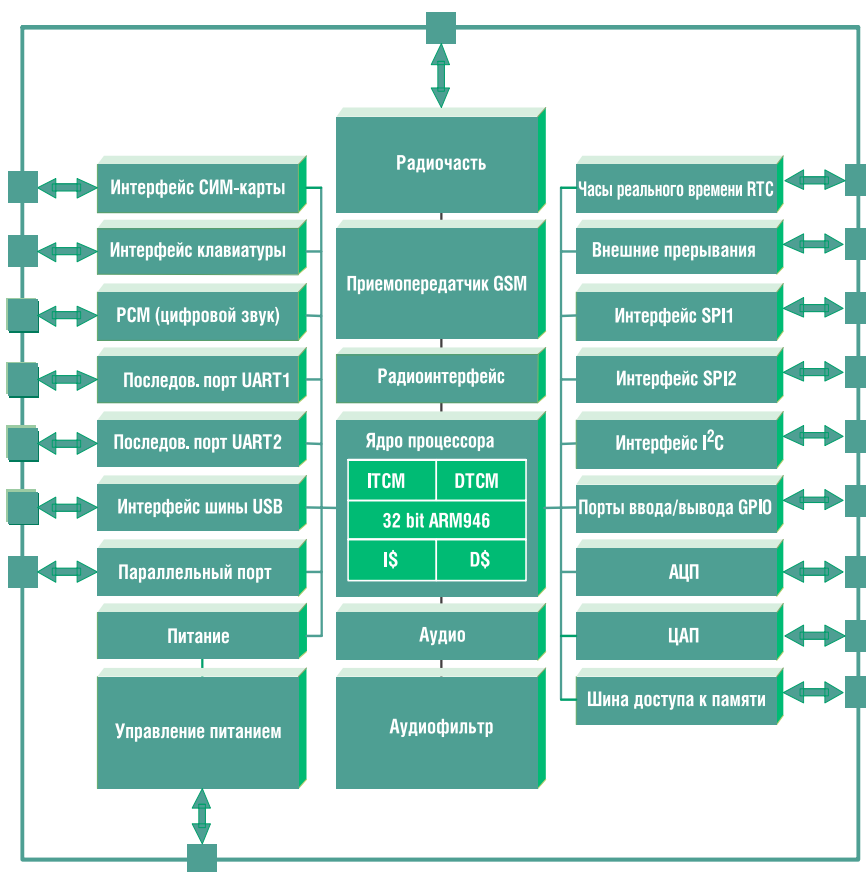 Радиочасть
Интерфейс СИМ-карты
Интерфейс клавиатуры
PCM (цифровой звук)
Последов. порт UART1
Последов. порт UART2
Интерфейс шины USB
Параллельный порт
Питание
Управление питанием
Приемопередатчик GSM
Радиоинтерфейс
Ядро процессора
ITCM DTCM
32 bit ARM946
I$ D$
Аудио
Аудиофильтр
Часы реального времени RTC
Внешние прерывания
Интерфейс SPI1
Интерфейс SPI2
Интерфейс I²C
Порты ввода/вывода GPIO
АЦП
ЦАП
Шина доступа к памяти